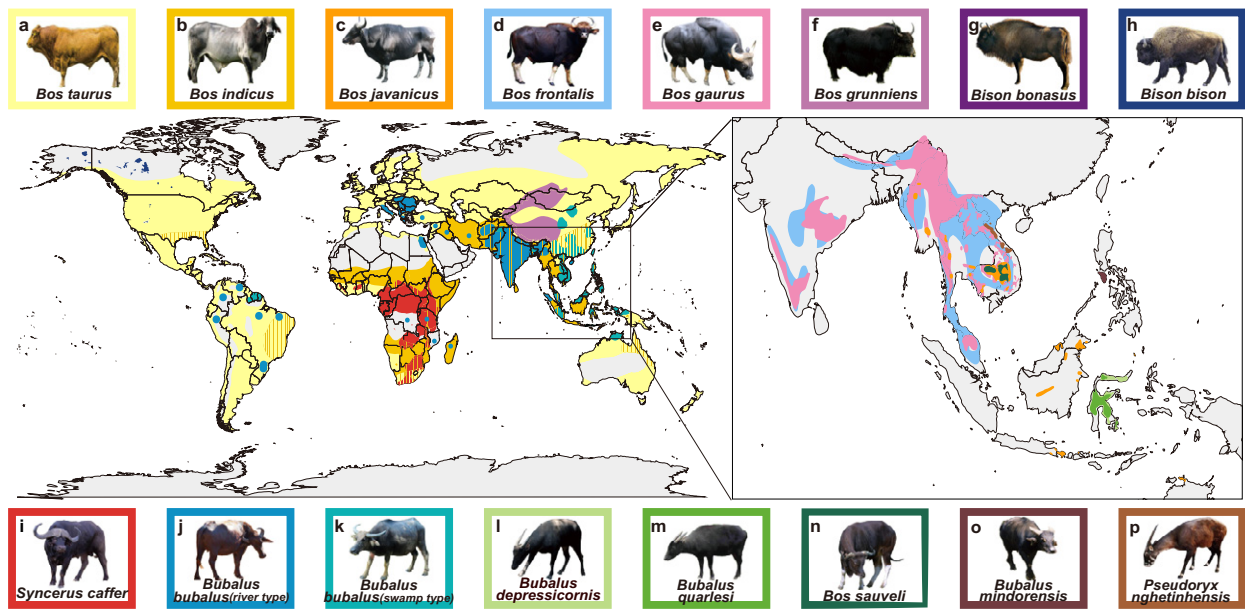 a
Bos taurus
b
Bos indicus
c
Bos javanicus
d
Bos frontalis
e
Bos gaurus
f
Bos grunniens
g
Bison bonasus
h
Bison bison
i
Syncerus caffer
j
Bubalus
bubalus(river type)
k
Bubalus
bubalus(swamp type)
l
Bubalus
depressicornis
m
Bubalus
quarlesi
n
Bos sauveli
o
Bubalus
mindorensis
p
Pseudoryx
nghetinhensis